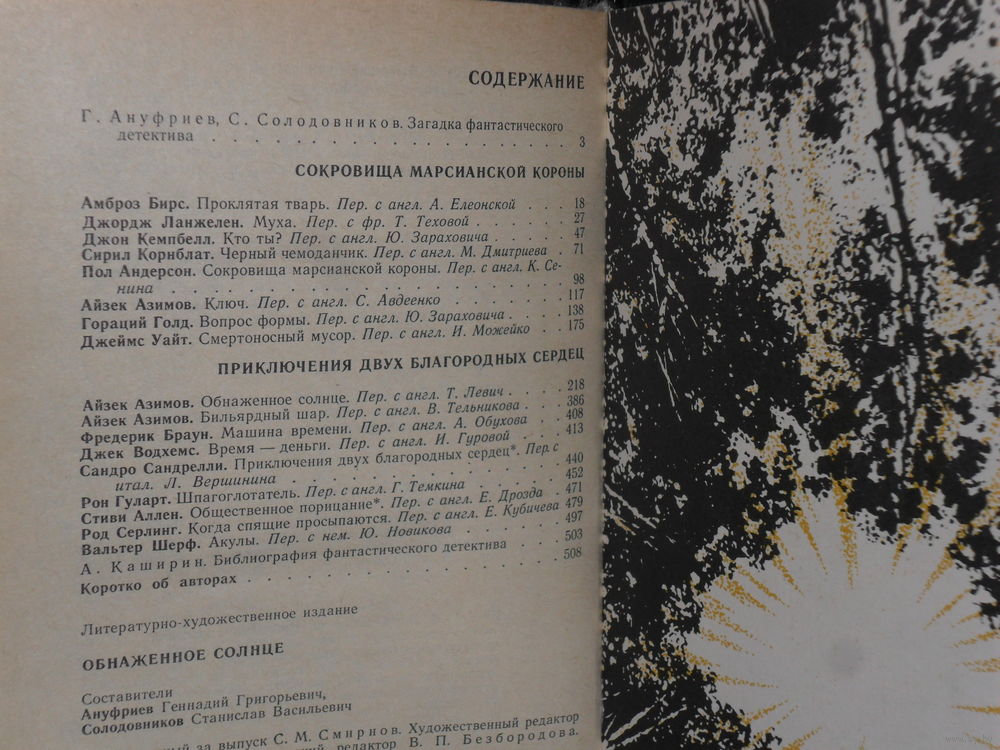 СОДЕРЖАНИЕ
Г. Ануфриев, С. Солодовников. Загадка фантастического
детектива . . . . . . . . . . . . . . . . . . 3
СОКРОВИЩА МАРСИАНСКОЙ КОРОНЫ
Амброз Бирс. Проклятая тварь. Пер. с англ. А. Елеонской . . . 18
Джордж Ланжелен. Муха. Пер. с фр. Т. Теховой . . . . . . 27
Джон Кемпбелл. Кто ты? Пер. с англ. Ю. Зараховича . . . . 47
Сирил Корнблат. Черный чемоданчик. Пер. с англ. М. Дмитриева . 71
Пол Андерсон. Сокровища марсианской короны. Пер. с англ. К. Се-
нина . . . . . . . . . . . . . . . . . . . 98
Айзек Азимов. Ключ. Пер. с англ. С. Авдеенко . . . . . . 117
Гораций Голд. Вопрос формы. Пер. с англ. Ю. Зараховича . . . 138
Джеймс Уайт. Смертоносный мусор. Пер. с англ. И. Можейко . . 175
ПРИКЛЮЧЕНИЯ ДВУХ БЛАГОРОДНЫХ СЕРДЕЦ
Айзек Азимов. Обнаженное солнце. Пер. с англ. Т. Левич . . . 218
Айзек Азимов. Бильярдный шар. Пер. с англ. В. Тельникова . . . 386
Фредерик Браун. Машина времени. Пер. с англ. А. Обухова . . . 408
Джек Водхемс. Время — деньги. Пер. с англ. И. Гуровой . . . 413
Сандро Сандрелли. Приключения двух благородных сердец*. Пер. с
итал. Л. Вершинина . . . . . . . . . . . . . . 440
Рон Гуларт. Шпагоглотатель. Пер. с англ. Г. Темкина . . . . 452
Стиви Аллен. Общественное порицание*. Пер. с англ. Е. Дрозда . 471
Род Серлинг. Когда спящие просыпаются. Пер. с англ. Е. Кубичева 479
Вальтер Шерф. Акулы. Пер. с нем. Ю. Новикова . . . . . 497
А. Каширин. Библиография фантастического детектива . . . 503
Коротко об авторах . . . . . . . . . . . . . . . 508
Литературно-художественное издание
ОБНАЖЕННОЕ СОЛНЦЕ
Составители
Ануфриев Геннадий Григорьевич,
Солодовников Станислав Васильевич
за выпуск С. М. Смирнов. Художественный редактор
редактор В. П. Безбородова.